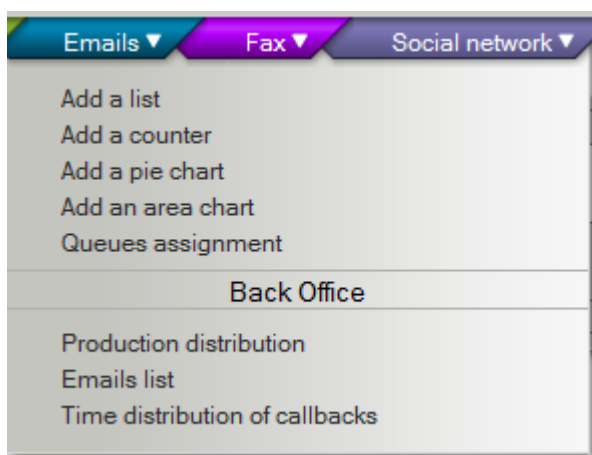 Emails ▼ Fax ▼ Social network ▼
Add a list
Add a counter
Add a pie chart
Add an area chart
Queues assignment
Back Office
Production distribution
Emails list
Time distribution of callbacks